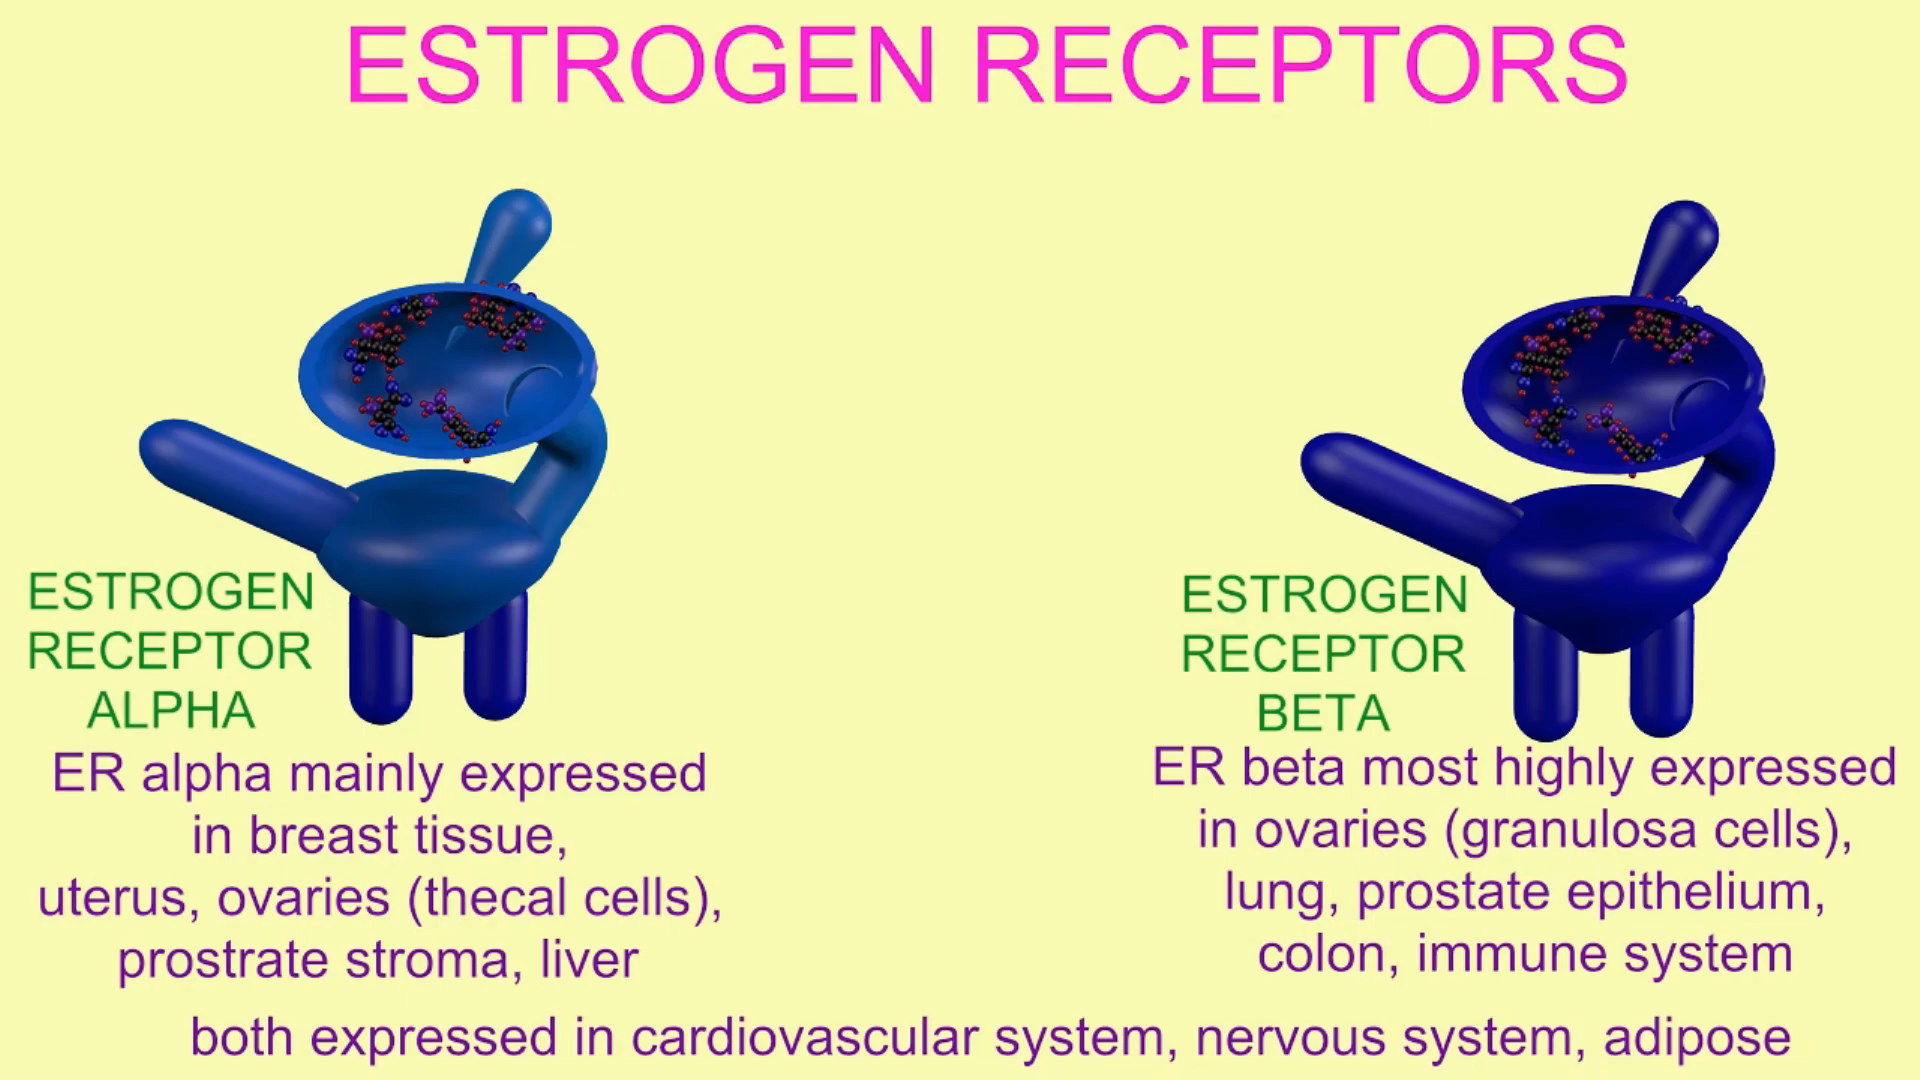 ESTROGEN RECEPTORS
ESTROGEN
RECEPTOR
ALPHA
ER alpha mainly expressed
in breast tissue,
uterus, ovaries (thecal cells),
prostrate stroma, liver
ESTROGEN
RECEPTOR
BETA
ER beta most highly expressed
in ovaries (granulosa cells),
lung, prostate epithelium,
colon, immune system
both expressed in cardiovascular system, nervous system, adipose